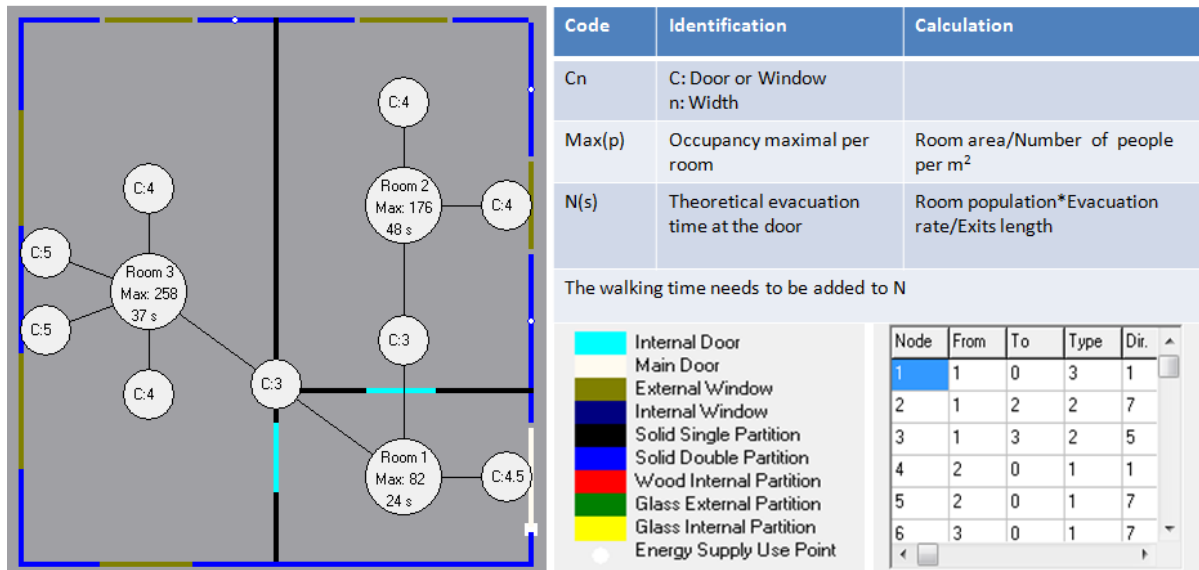 C:4
C:4
Room 2
Max: 176
48 s
C:4
C:5
Room 3
Max: 258
37 s
C:5
C:4
C:3
C:3
Room 1
Max: 82
24 s
C:4.5
Code Identification Calculation
Cn
C: Door or Window
n: Width
Max(p)
Occupancy maximal per
room
Room area/Number of people
per m²
N(s)
Theoretical evacuation
time at the door
Room population*Evacuation
rate/Exits length
The walking time needs to be added to N
Internal Door
Main Door
External Window
Internal Window
Solid Single Partition
Solid Double Partition
Wood Internal Partition
Glass External Partition
Glass Internal Partition
Energy Supply Use Point
Node From To Type Dir.
1 1 0 3 1
2 1 2 2 7
3 1 3 2 5
4 2 0 1 1
5 2 0 1 7
6 3 0 1 7